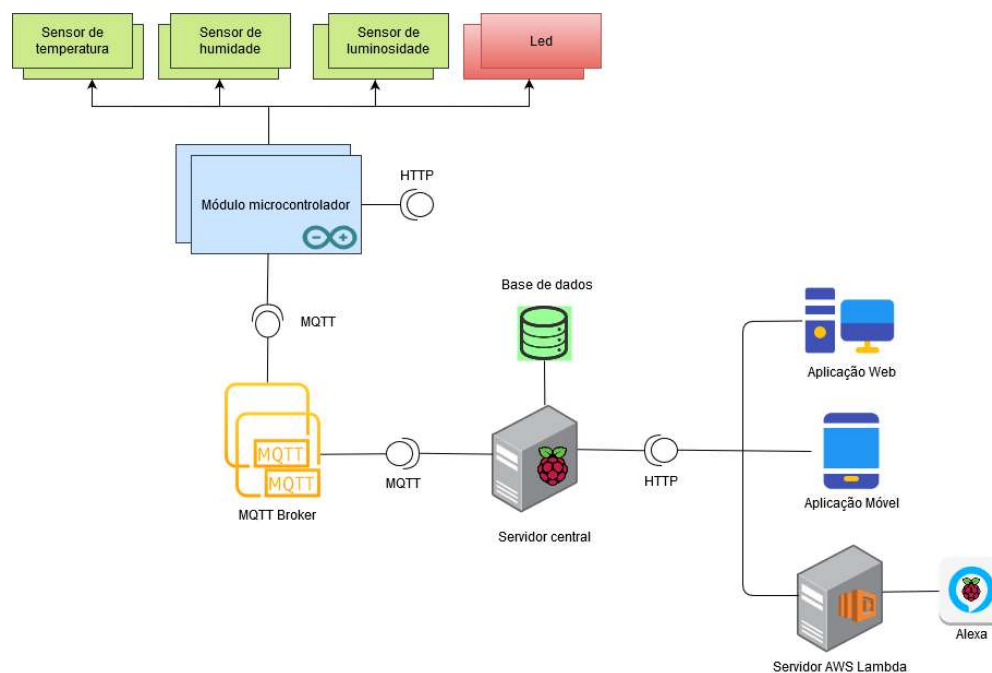 Sensor de
temperatura
Sensor de
humidade
Sensor de
luminosidade
Led
HTTP
Módulo microcontrolador
MQTT
Base de dados
Aplicação Web
MQTT
MQTT
MQTT Broker
MQTT
Servidor central
HTTP
Aplicação Móvel
Servidor AWS Lambda
Alexa